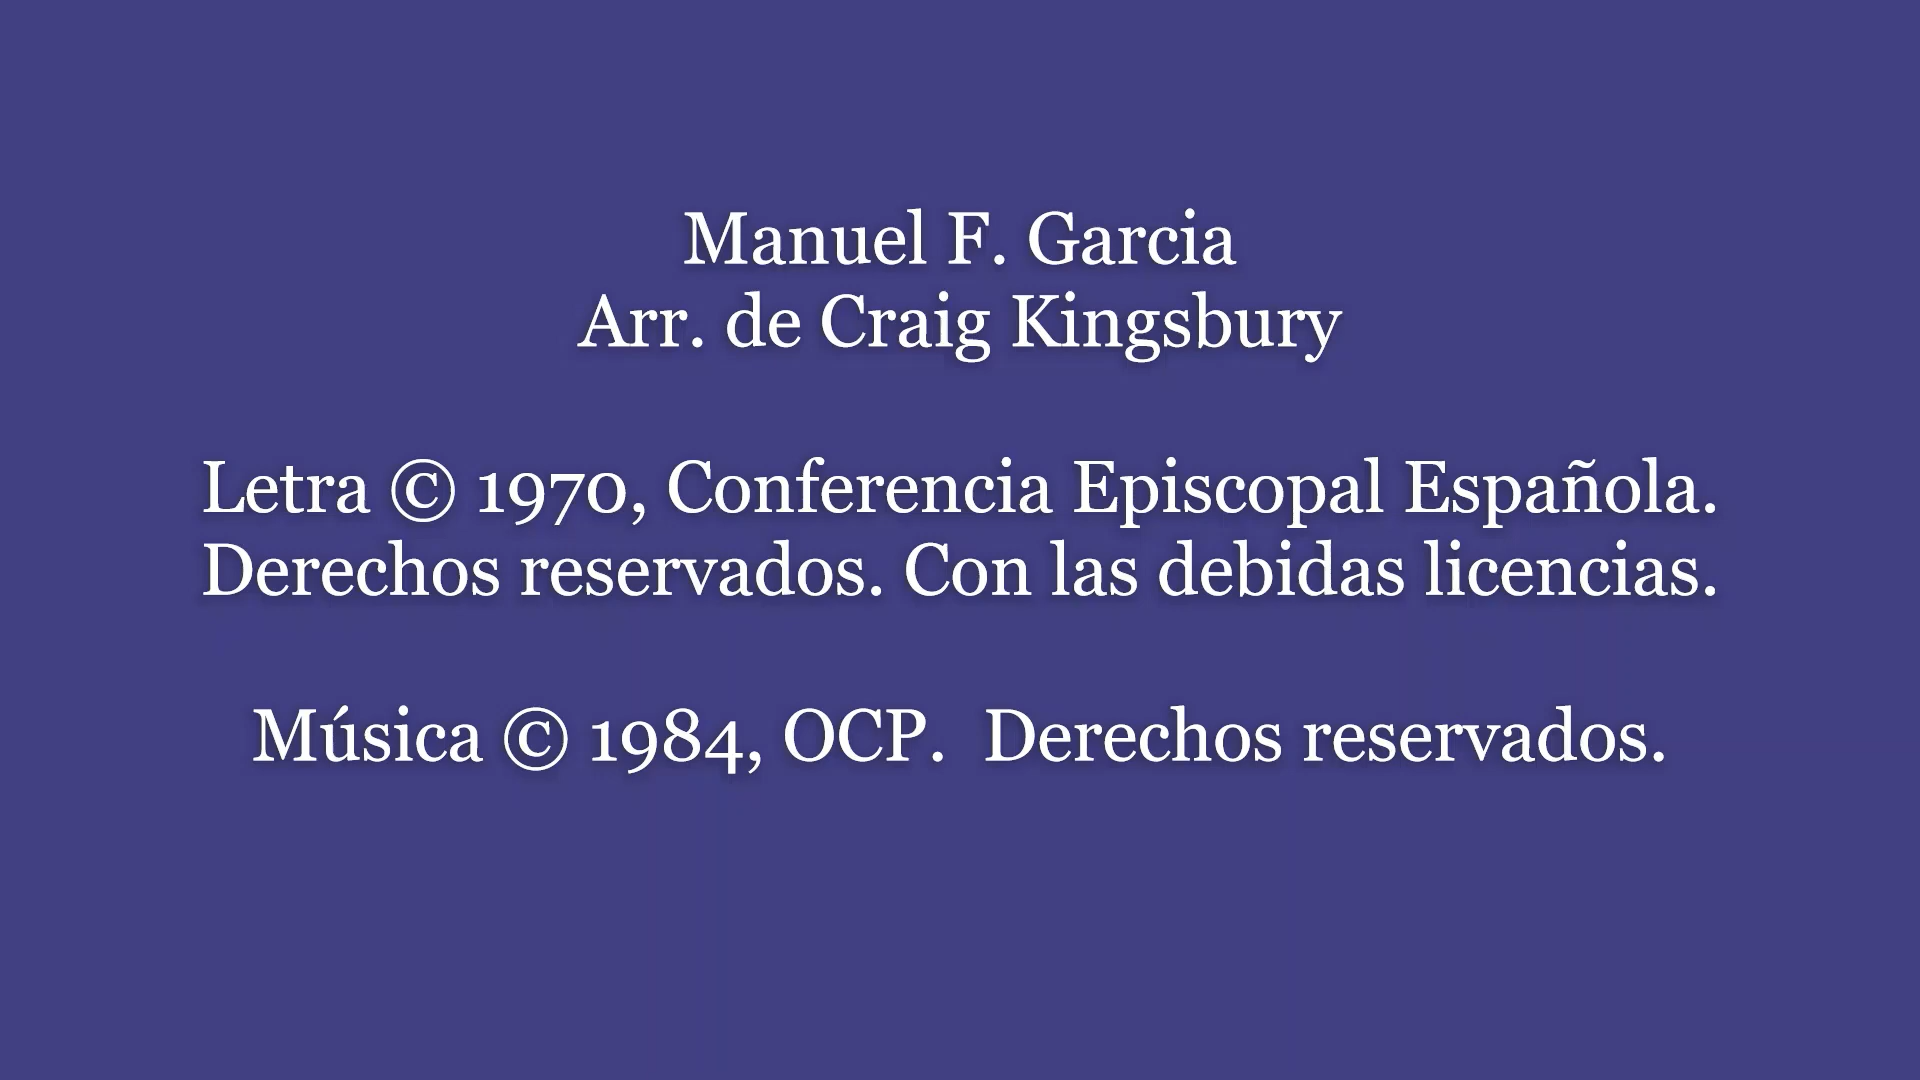 Manuel F. Garcia
Arr. de Craig Kingsbury
Letra © 1970, Conferencia Episcopal Española.
Derechos reservados. Con las debidas licencias.
Música © 1984, OCP.  Derechos reservados.